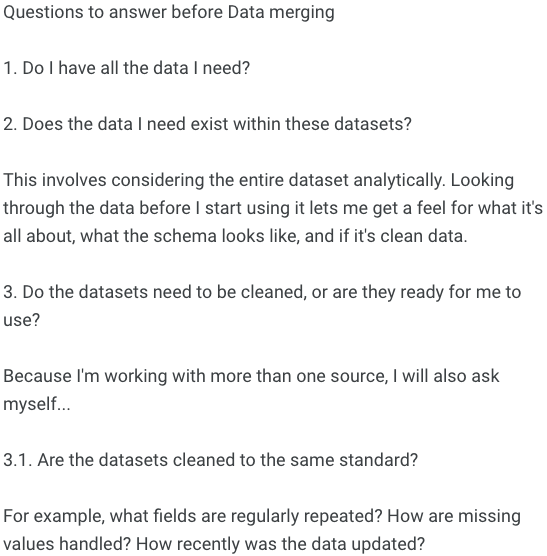 Questions to answer before Data merging
1. Do I have all the data I need?
2. Does the data I need exist within these datasets?
This involves considering the entire dataset analytically. Looking
through the data before I start using it lets me get a feel for what it's
all about, what the schema looks like, and if it's clean data.
3. Do the datasets need to be cleaned, or are they ready for me to
use?
Because I'm working with more than one source, I will also ask
myself...
3.1. Are the datasets cleaned to the same standard?
For example, what fields are regularly repeated? How are missing
values handled? How recently was the data updated?